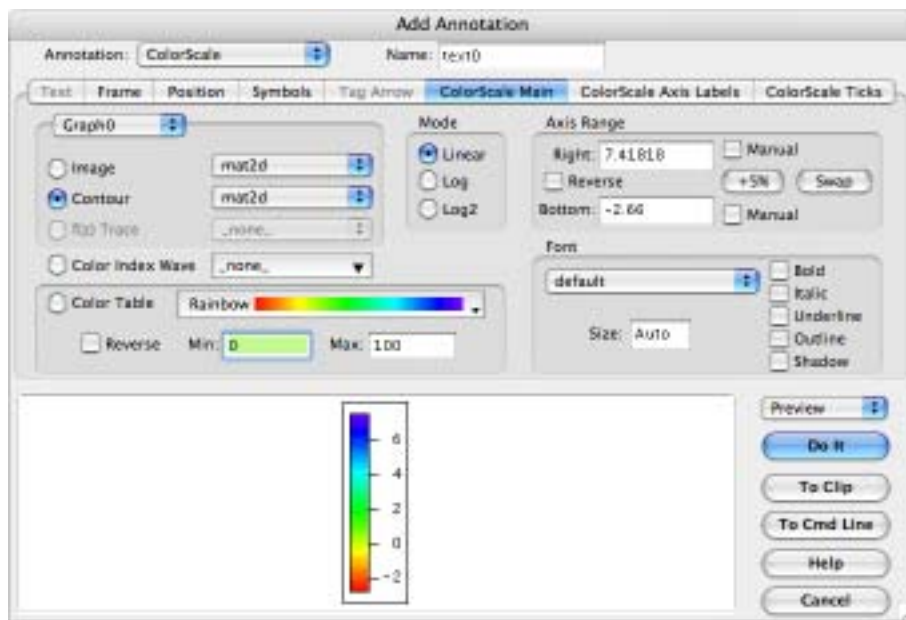 Add Annotation
Annotation: ColorScale Name: text0
Text Frame Position Symbols Tag Arrow ColorScale Main ColorScale Axis Labels ColorScale Ticks
Graph0 Mode Axis Range
Image mat2d Linear Right: 7.41818 Manual
Contour mat2d Log Reverse +5% Swap
f(z) Trace _none_ Log2 Bottom: -2.66 Manual
Color Index Wave _none_ Font
Color Table Rainbow default Bold
Italic
Underline
Reverse Min: 0 Max: 100 Size: Auto Outline
Shadow
Preview
6
4
2
0
-2
Do It
To Clip
To Cmd Line
Help
Cancel